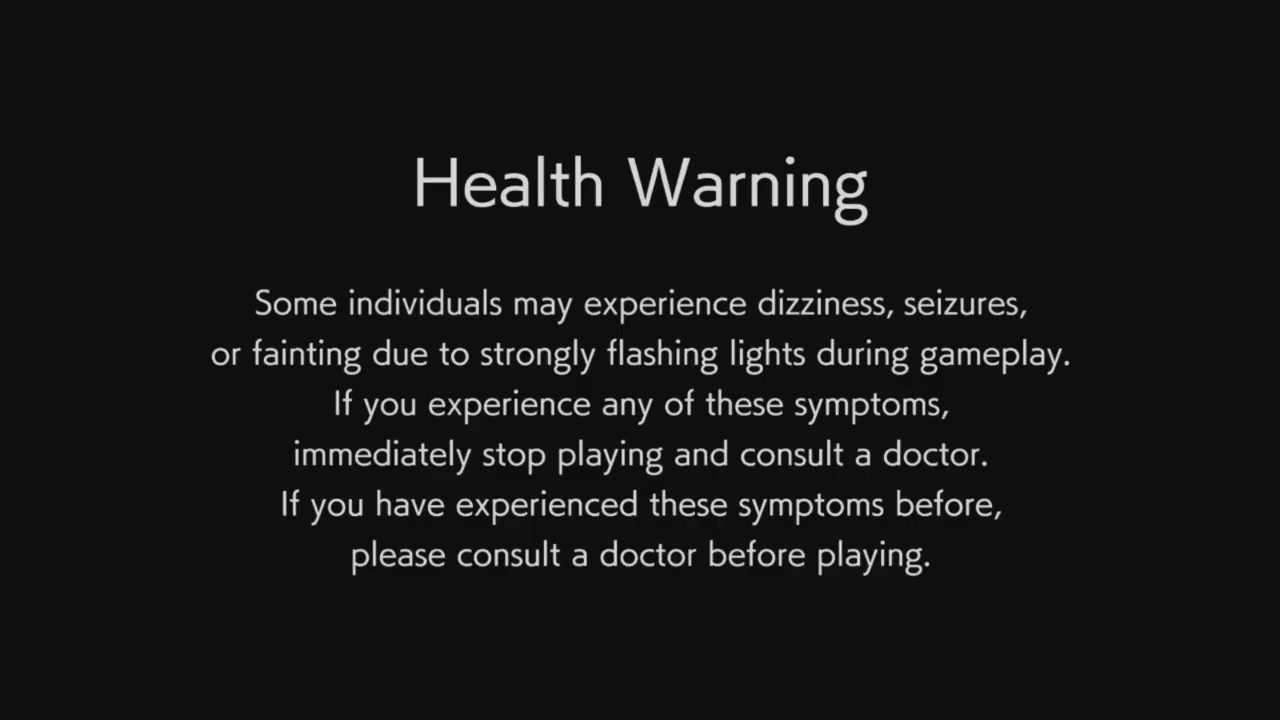 Health Warning
Some individuals may experience dizziness, seizures,
or fainting due to strongly flashing lights during gameplay.
If you experience any of these symptoms,
immediately stop playing and consult a doctor.
If you have experienced these symptoms before,
please consult a doctor before playing.